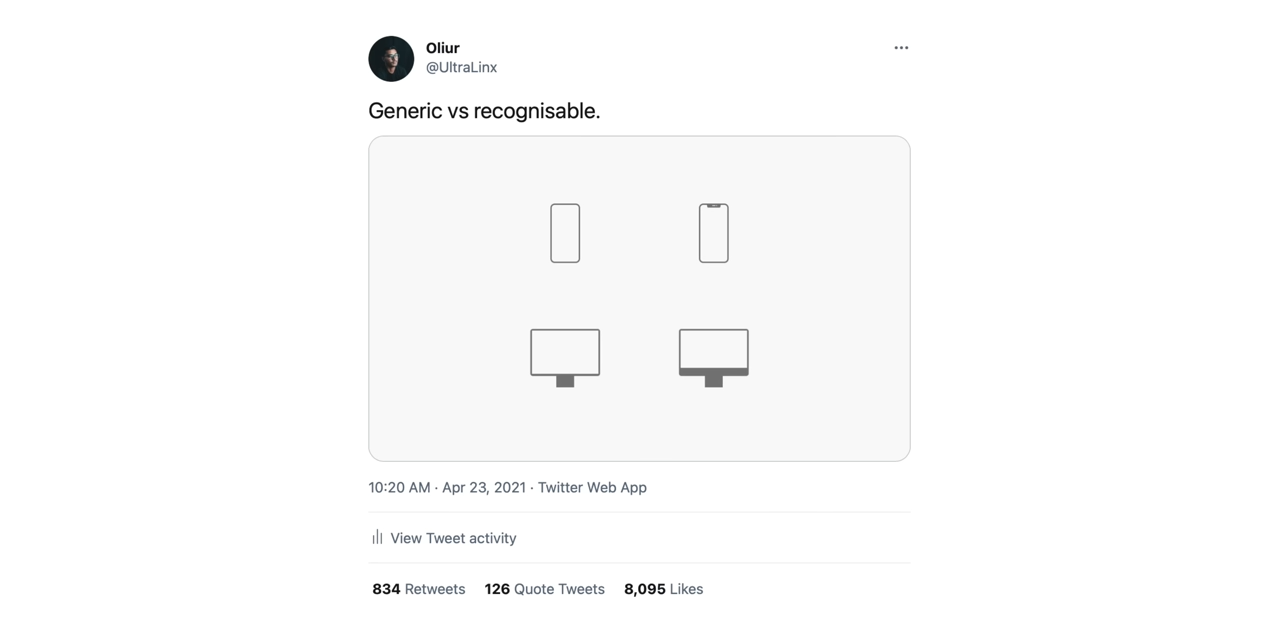 Oliur
@UltraLinx
Generic vs recognisable.
10:20 AM · Apr 23, 2021 · Twitter Web App
View Tweet activity
834 Retweets 126 Quote Tweets 8,095 Likes